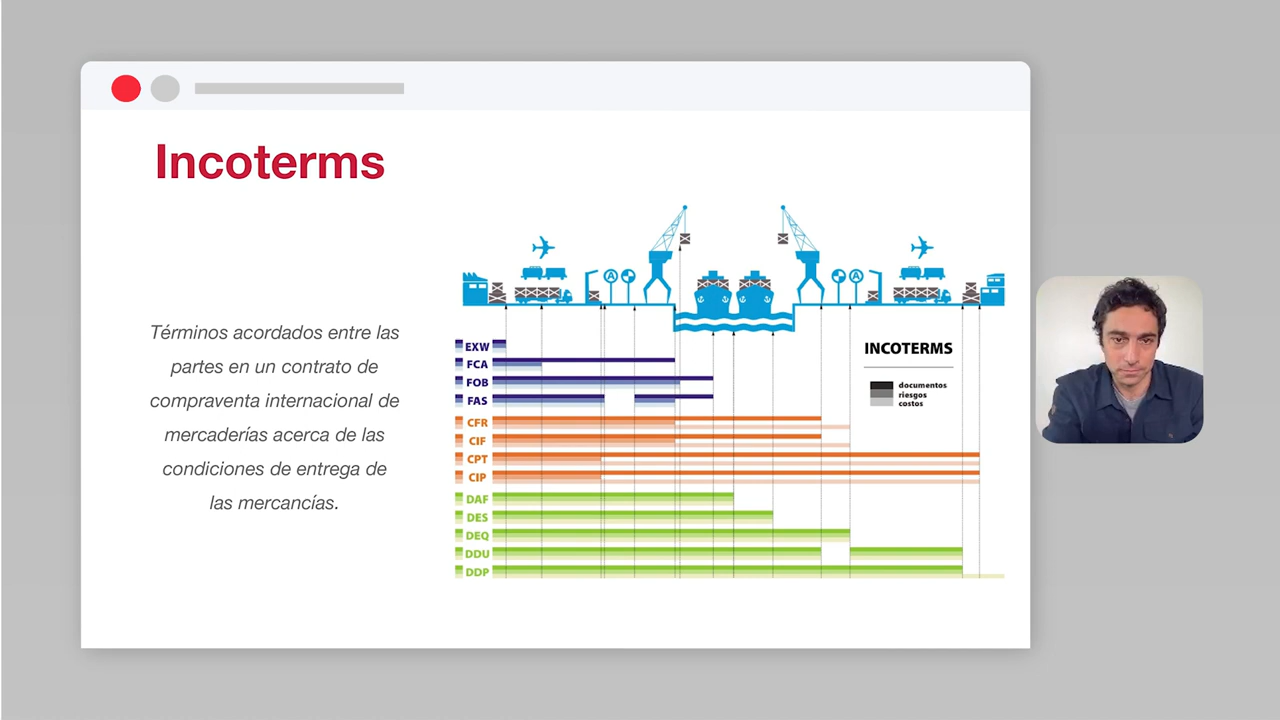 Incoterms
Términos acordados entre las
partes en un contrato de
compraventa internacional de
mercaderías acerca de las
condiciones de entrega de
las mercancías.
A
A
INCOTERMS
documentos
riesgos
costos
EXW
FCA
FOB
FAS
CFR
CIF
CPT
CIP
DAF
DES
DEQ
DDU
DDP